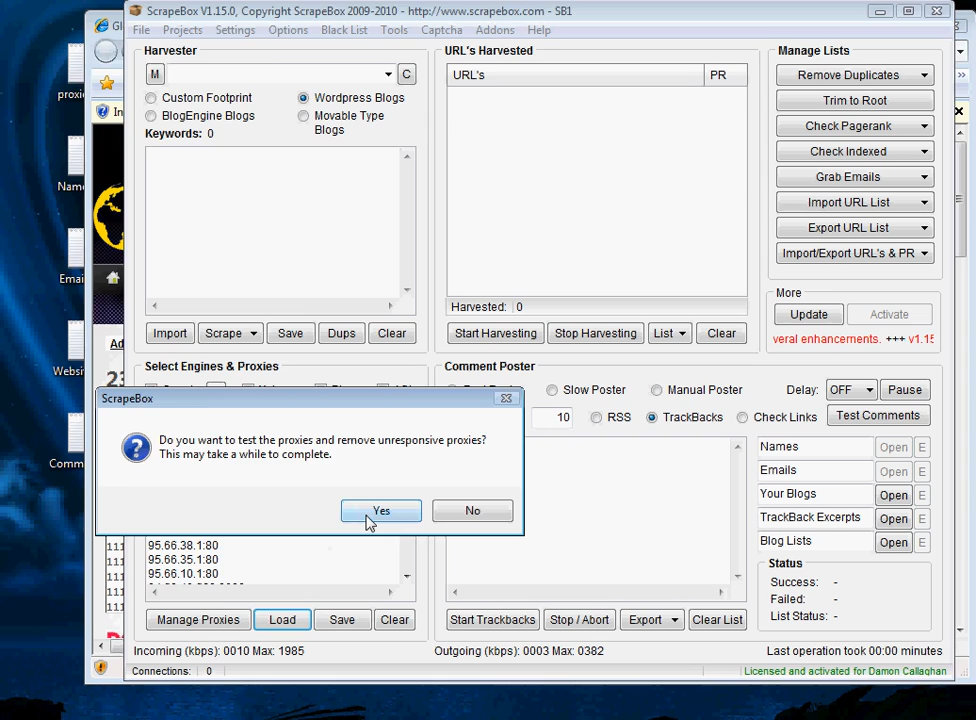 ScrapeBox V1.15.0, Copyright ScrapeBox 2009-2010 - http://www.scrapebox.com - SB1
File Projects Settings Options Black List Tools Captcha Addons Help
Harvester
M
C
Custom Footprint
Wordpress Blogs
BlogEngine Blogs
Movable Type
Blogs
Keywords: 0
Import
Scrape
Save
Dups
Clear
URL's Harvested
URL's PR
Harvested: 0
Start Harvesting
Stop Harvesting
List
Clear
Manage Lists
Remove Duplicates
Trim to Root
Check Pagerank
Check Indexed
Grab Emails
Import URL List
Export URL List
Import/Export URL's & PR
More
Update
Activate
veral enhancements. +++ v1.15
Select Engines & Proxies
ScrapeBox
Do you want to test the proxies and remove unresponsive proxies?
This may take a while to complete.
Yes
No
95.66.38.1:80
95.66.35.1:80
95.66.10.1:80
Manage Proxies
Load
Save
Clear
Comment Poster
Slow Poster
Manual Poster
Delay: OFF
Pause
10
RSS
TrackBacks
Check Links
Test Comments
Names Open E
Emails Open E
Your Blogs Open E
TrackBack Excerpts Open E
Blog Lists Open E
Status
Success: -
Failed: -
List Status: -
Start Trackbacks
Stop / Abort
Export
Clear List
Incoming (kbps): 0010 Max: 1985
Outgoing (kbps): 0003 Max: 0382
Last operation took 00:00 minutes
Connections: 0
Licensed and activated for Damon Callaghan
proxie
Name
Emai
Websi
Comm
Gl
In
Ad
23
111
111
111
111
111